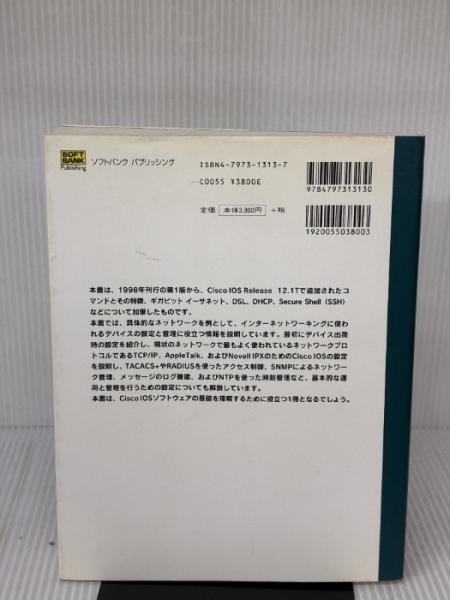 SOFT
BANK
Publishing
ソフトバンク パブリッシング
ISBN4-7973-1313-7
C0055 ¥3800E
定価 本体3,800円 +税
9784797313130
1920055038003
本書は、1998年刊行の第1版から、Cisco IOS Release 12.1Tで追加されたコ
マンドとその特徴、ギガビット イーサネット、DSL、DHCP、Secure Shell（SSH）
などについて加筆したものです。
本書では、具体的なネットワークを例として、インターネットワーキングに使わ
れるデバイスの設定と管理に役立つ情報を説明しています。最初にデバイス出荷
時の設定を紹介し、現状のネットワークで最もよく使われているネットワークプロ
トコルであるTCP/IP、AppleTalk、およびNovell IPXのためのCisco IOSの設定
を説明し、TACACS+やRADIUSを使ったアクセス制御、SNMPによるネットワー
ク管理、メッセージのログ機能、およびNTPを使った時刻管理など、基本的な運
用と管理を行うための設定についても解説しています。
本書は、Cisco IOSソフトウェアの基礎を理解するために役立つ1冊となるでしょう。